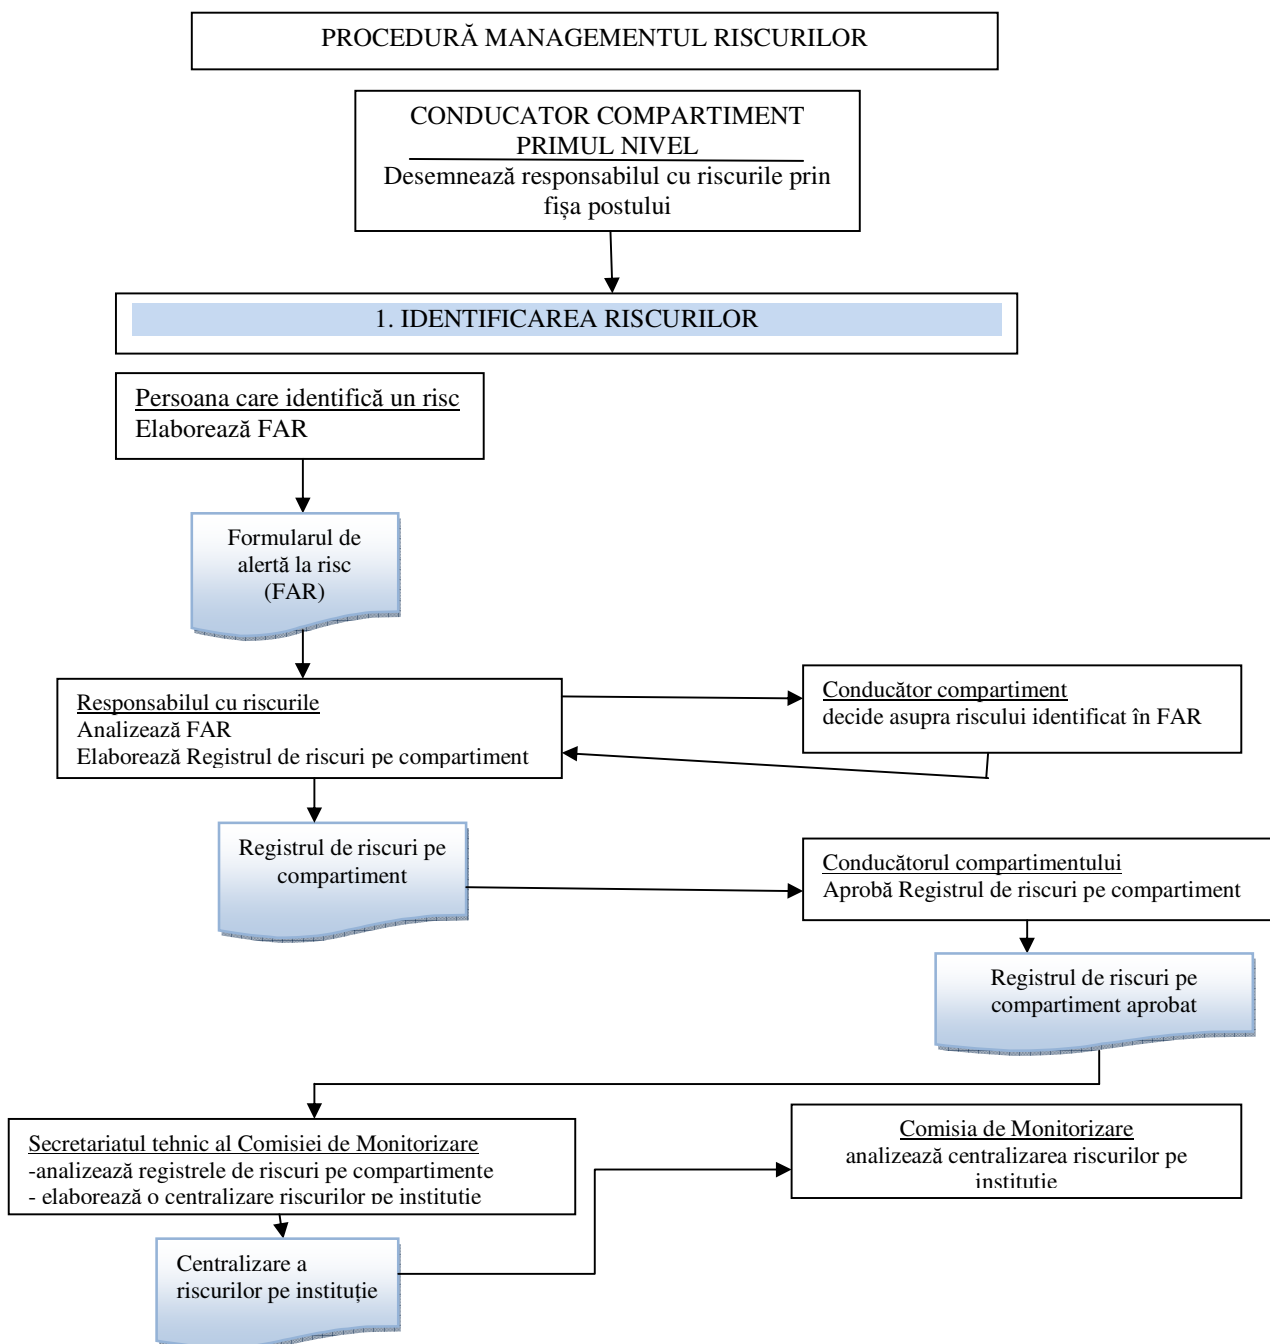 PROCEDURĂ MANAGEMENTUL RISCURILOR
CONDUCATOR COMPARTIMENT
PRIMUL NIVEL
Desemnează responsabilul cu riscurile prin
fișa postului
1. IDENTIFICAREA RISCURILOR
Persoana care identifică un risc
Elaborează FAR
Formularul de
alertă la risc
(FAR)
Responsabilul cu riscurile
Analizează FAR
Elaborează Registrul de riscuri pe compartiment
Conducător compartiment
decide asupra riscului identificat în FAR
Registrul de riscuri pe
compartiment
Conducătorul compartimentului
Aprobă Registrul de riscuri pe compartiment
Registrul de riscuri pe
compartiment aprobat
Secretariatul tehnic al Comisiei de Monitorizare
-analizează registrele de riscuri pe compartimente
- elaborează o centralizare riscurilor pe institutie
Comisia de Monitorizare
analizează centralizarea riscurilor pe
institutie
Centralizare a
riscurilor pe instituție